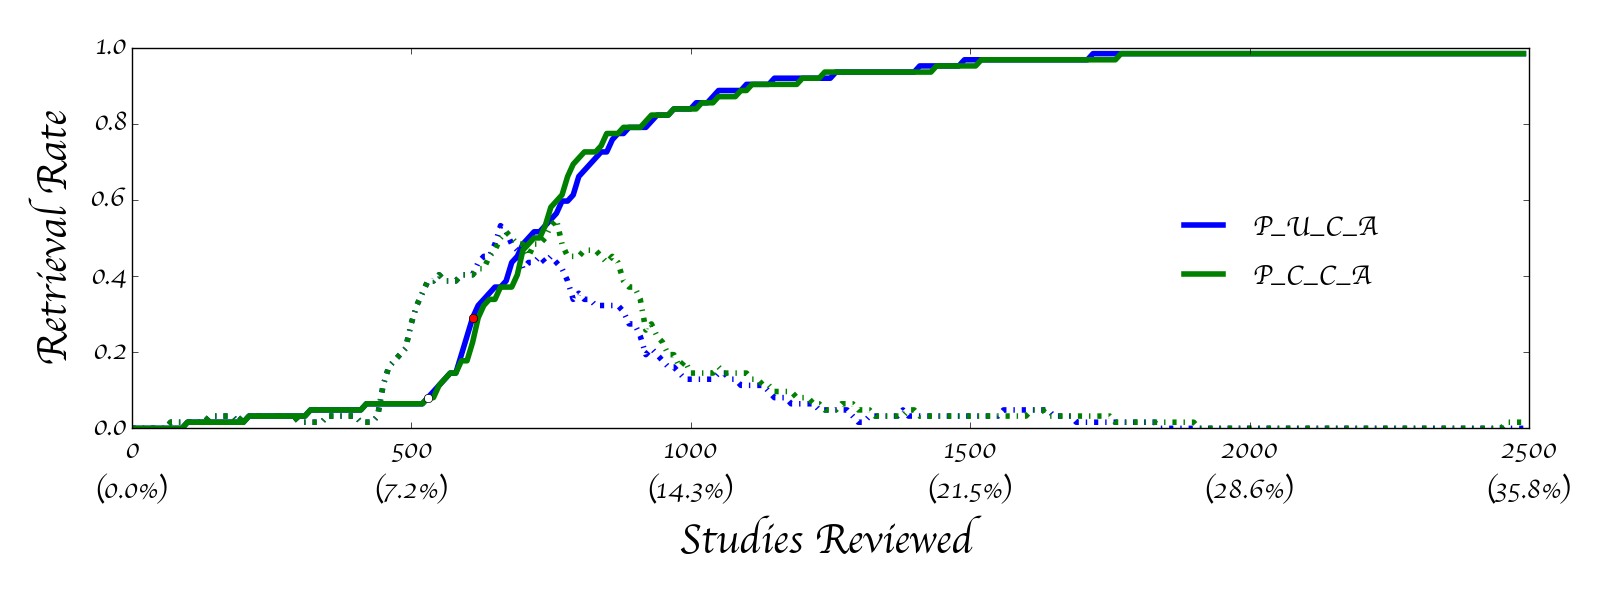 1.0
0.8
0.6
0.4
0.2
0.0
Retrieval Rate
P_U_C_A
P_C_C_A
0 500 1000 1500 2000 2500
(0.0%) (7.2%) (14.3%) (21.5%) (28.6%) (35.8%)
Studies Reviewed